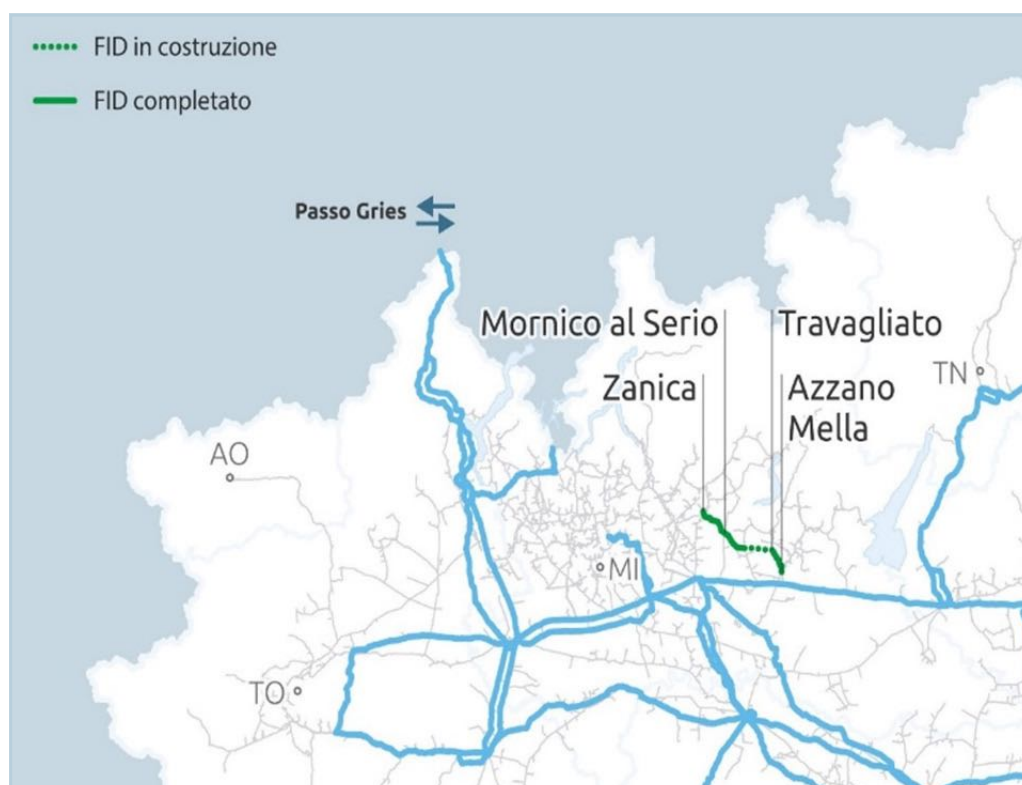 FID in costruzione
FID completato
Passo Gries
Mornico al Serio
Travagliato
Zanica
Azzano
Mella
TN
AO
MI
TO